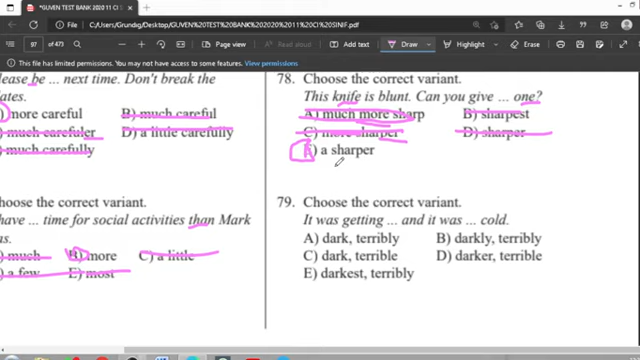 *GUVEN TEST BANK 2020 11 CI S
File | C:/Users/Grundig/Desktop/GUVEN%20TEST%20BANK%202020%2011%20CI%20SINIF.pdf
97 of 473
Page view
Add text
Draw
Highlight
Erase
This file has limited permissions. You may not have access to some features. View permissions
be ... next time. Don't break the
more careful B) much careful
much carefuler D) a little carefully
much carefully
Choose the correct variant.
have ... time for social activities than Mark
much B) more C) a little
a few E) most
78. Choose the correct variant.
This knife is blunt. Can you give ... one?
A) much more sharp B) sharpest
C) more sharper D) sharper
E) a sharper
79. Choose the correct variant.
It was getting ... and it was ... cold.
A) dark, terribly B) darkly, terribly
C) dark, terrible D) darker, terrible
E) darkest, terribly